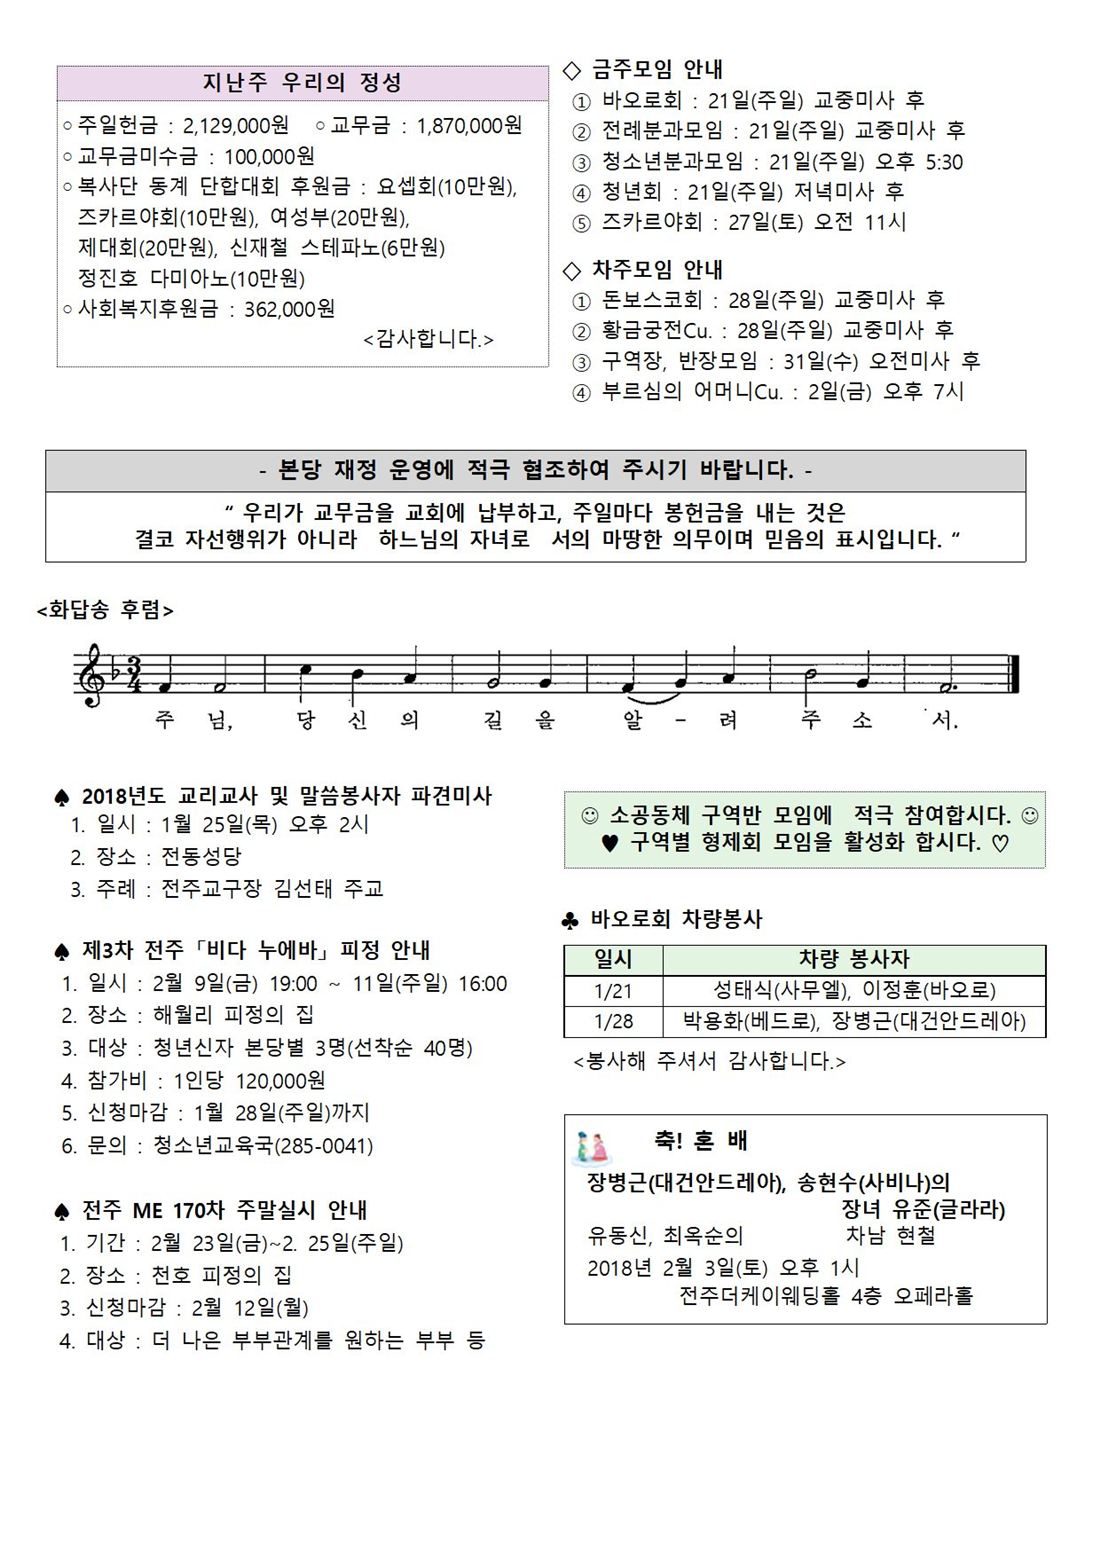 지난주 우리의 정성
○ 주일헌금 : 2,129,000원 ○ 교무금 : 1,870,000원
○ 교무금미수금 : 100,000원
○ 복사단 동계 단합대회 후원금 : 요셉회(10만원),
즈카르야회(10만원), 여성부(20만원),
제대회(20만원), 신재철 스테파노(6만원)
정진호 다미아노(10만원)
○ 사회복지후원금 : 362,000원
<감사합니다.>
◇ 금주모임 안내
① 바오로회 : 21일(주일) 교중미사 후
② 전례분과모임 : 21일(주일) 교중미사 후
③ 청소년분과모임 : 21일(주일) 오후 5:30
④ 청년회 : 21일(주일) 저녁미사 후
⑤ 즈카르야회 : 27일(토) 오전 11시
◇ 차주모임 안내
① 돈보스코회 : 28일(주일) 교중미사 후
② 황금궁전Cu. : 28일(주일) 교중미사 후
③ 구역장, 반장모임 : 31일(수) 오전미사 후
④ 부르심의 어머니Cu. : 2일(금) 오후 7시
- 본당 재정 운영에 적극 협조하여 주시기 바랍니다. -
“ 우리가 교무금을 교회에 납부하고, 주일마다 봉헌금을 내는 것은
결코 자선행위가 아니라 하느님의 자녀로 서의 마땅한 의무이며 믿음의 표시입니다. “
<화답송 후렴>
3
4
주 님, 당 신 의 길 을 알 - 려 주 소 서.
♠ 2018년도 교리교사 및 말씀봉사자 파견미사
1. 일시 : 1월 25일(목) 오후 2시
2. 장소 : 전동성당
3. 주례 : 전주교구장 김선태 주교
♠ 제3차 전주「비다 누에바」피정 안내
1. 일시 : 2월 9일(금) 19:00 ~ 11일(주일) 16:00
2. 장소 : 해월리 피정의 집
3. 대상 : 청년신자 본당별 3명(선착순 40명)
4. 참가비 : 1인당 120,000원
5. 신청마감 : 1월 28일(주일)까지
6. 문의 : 청소년교육국(285-0041)
♠ 전주 ME 170차 주말실시 안내
1. 기간 : 2월 23일(금)~2. 25일(주일)
2. 장소 : 천호 피정의 집
3. 신청마감 : 2월 12일(월)
4. 대상 : 더 나은 부부관계를 원하는 부부 등
☺ 소공동체 구역반 모임에 적극 참여합시다. ☺
♥ 구역별 형제회 모임을 활성화 합시다. ♡
♣ 바오로회 차량봉사
일시 차량 봉사자
1/21 성태식(사무엘), 이정훈(바오로)
1/28 박용화(베드로), 장병근(대건안드레아)
<봉사해 주셔서 감사합니다.>
축! 혼 배
장병근(대건안드레아), 송현수(사비나)의
장녀 유준(글라라)
유동신, 최옥순의 차남 현철
2018년 2월 3일(토) 오후 1시
전주더케이웨딩홀 4층 오페라홀